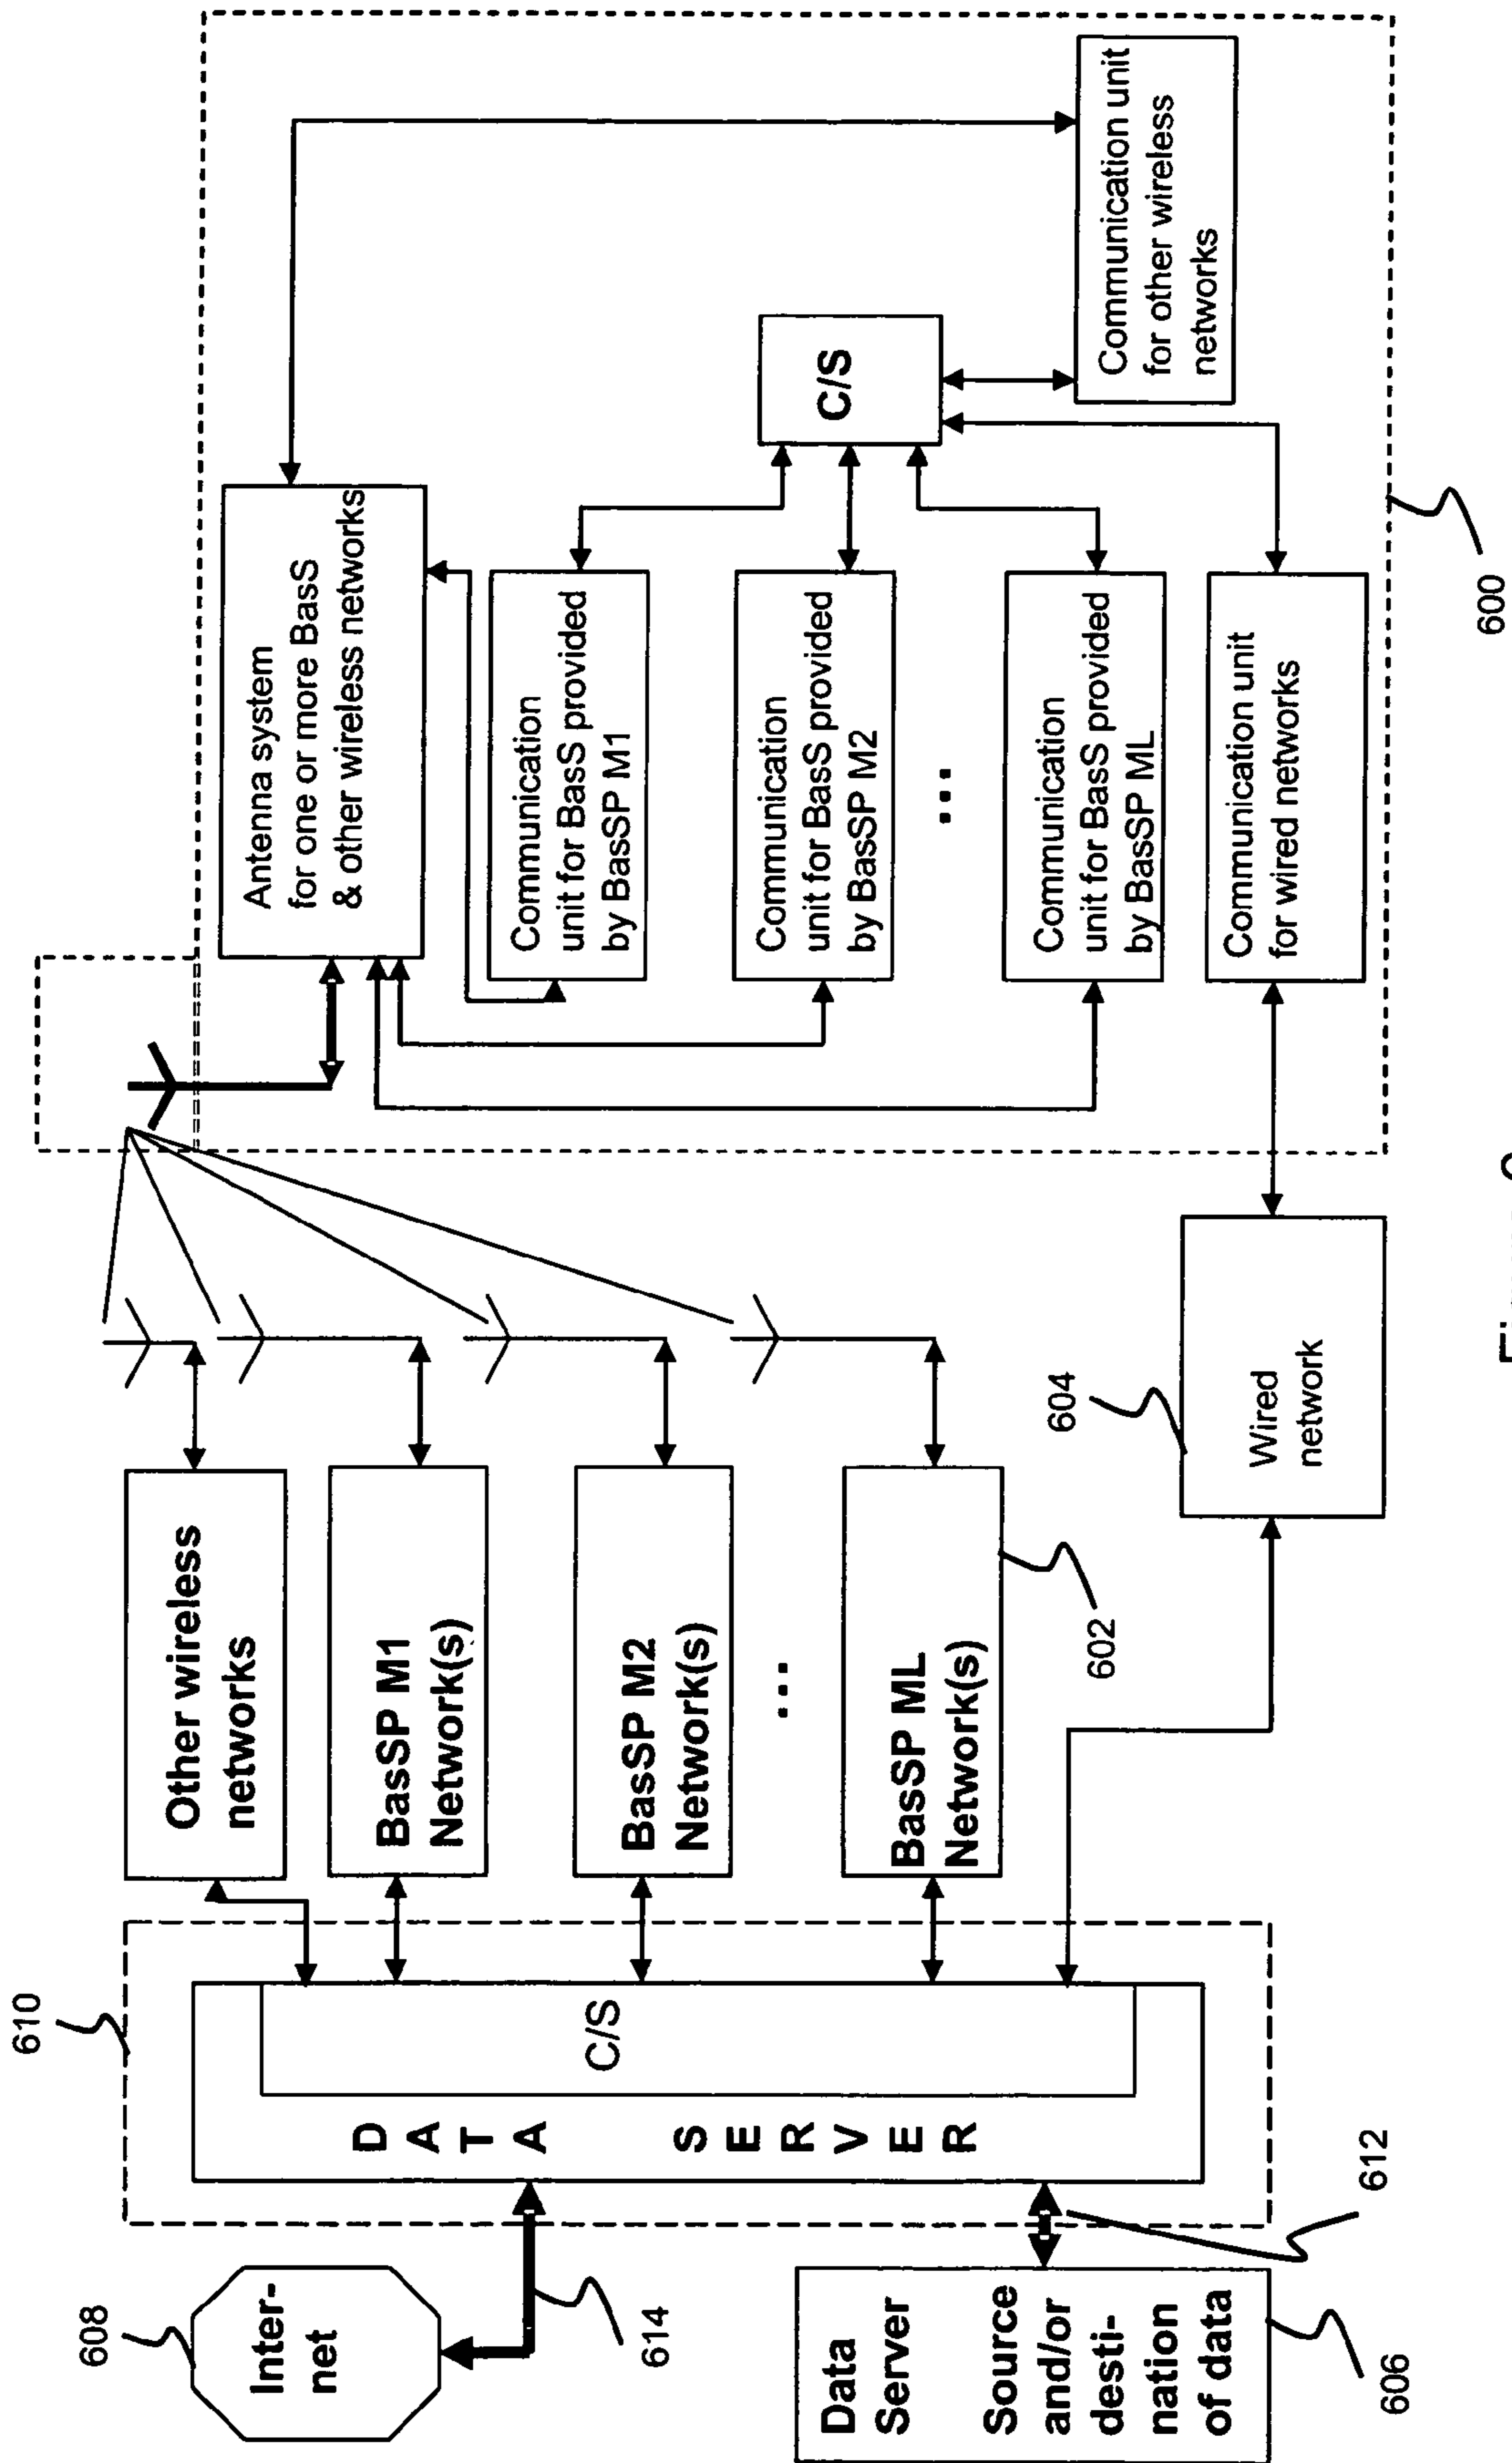 610
608
Inter-
net
614
DATA SERVER
C/S
Data
Server
Source
and/or
desti-
nation
of data
606
612
Other wireless
networks
BasSP M1
Network(s)
BasSP M2
Network(s)
...
BasSP ML
Network(s)
602
604
Wired
network
Antenna system
for one or more BasS
& other wireless networks
Communication
unit for BasS provided
by BasSP M1
Communication
unit for BasS provided
by BasSP M2
...
Communication
unit for BasS provided
by BasSP ML
Communication unit
for wired networks
C/S
Communication unit
for other wireless
networks
600